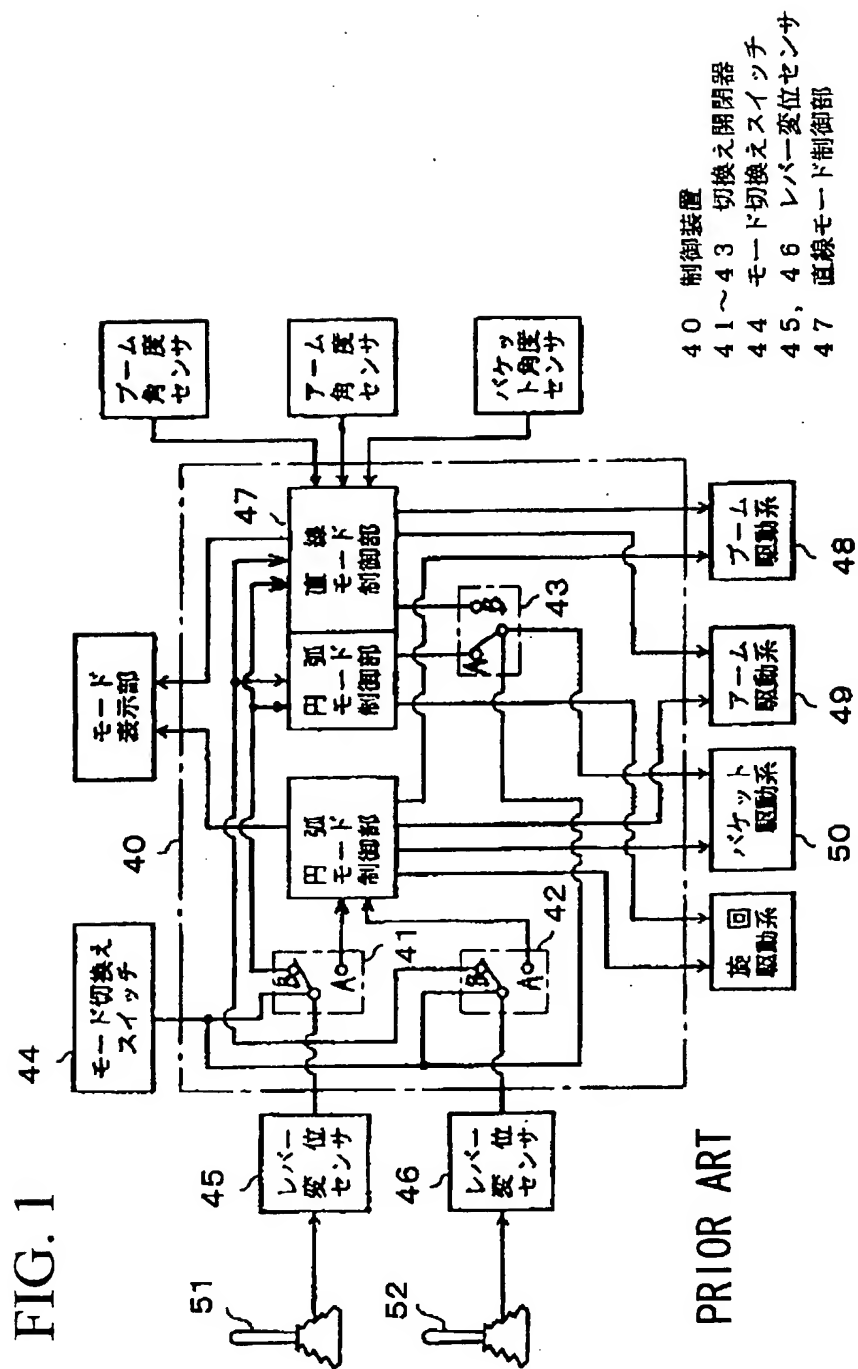 FIG. 1
44
モード切換え
スイッチ
モード
表示部
ブーム
角 度
センサ
アーム
角 度
センサ
バケッ
ト角度
センサ
40
47
51
45
レバー
変 位
センサ
52
46
レバー
変 位
センサ
B
A
41
B
A
42
円 弧
モード
制御部
円 弧
モード
制御部
直 線
モード
制御部
A
B
43
旋 回
駆動系
バケット
駆動系
50
アーム
駆動系
49
ブーム
駆動系
48
PRIOR ART
40 制御装置
41~43 切換え開閉器
44 モード切換えスイッチ
45, 46 レバー変位センサ
47 直線モード制御部